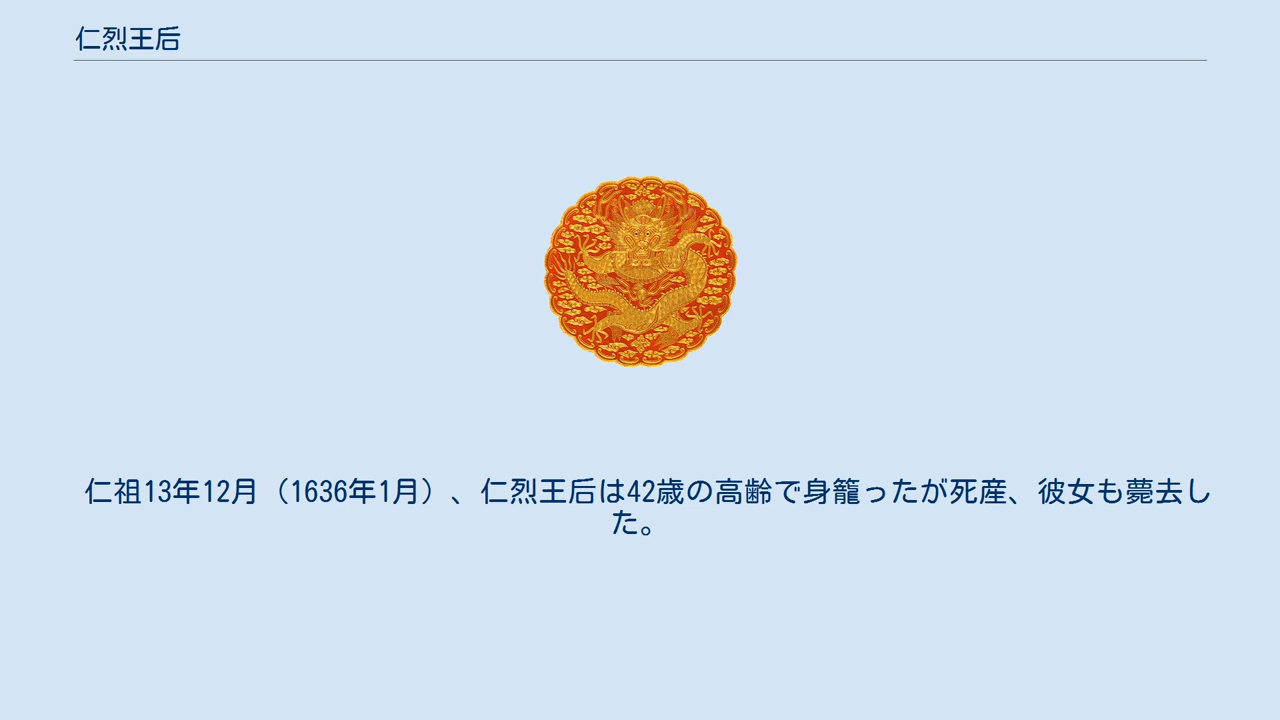 仁烈王后
仁祖13年12月（1636年1月）、仁烈王后は42歳の高齢で身籠ったが死産、彼女も薨去し
た。